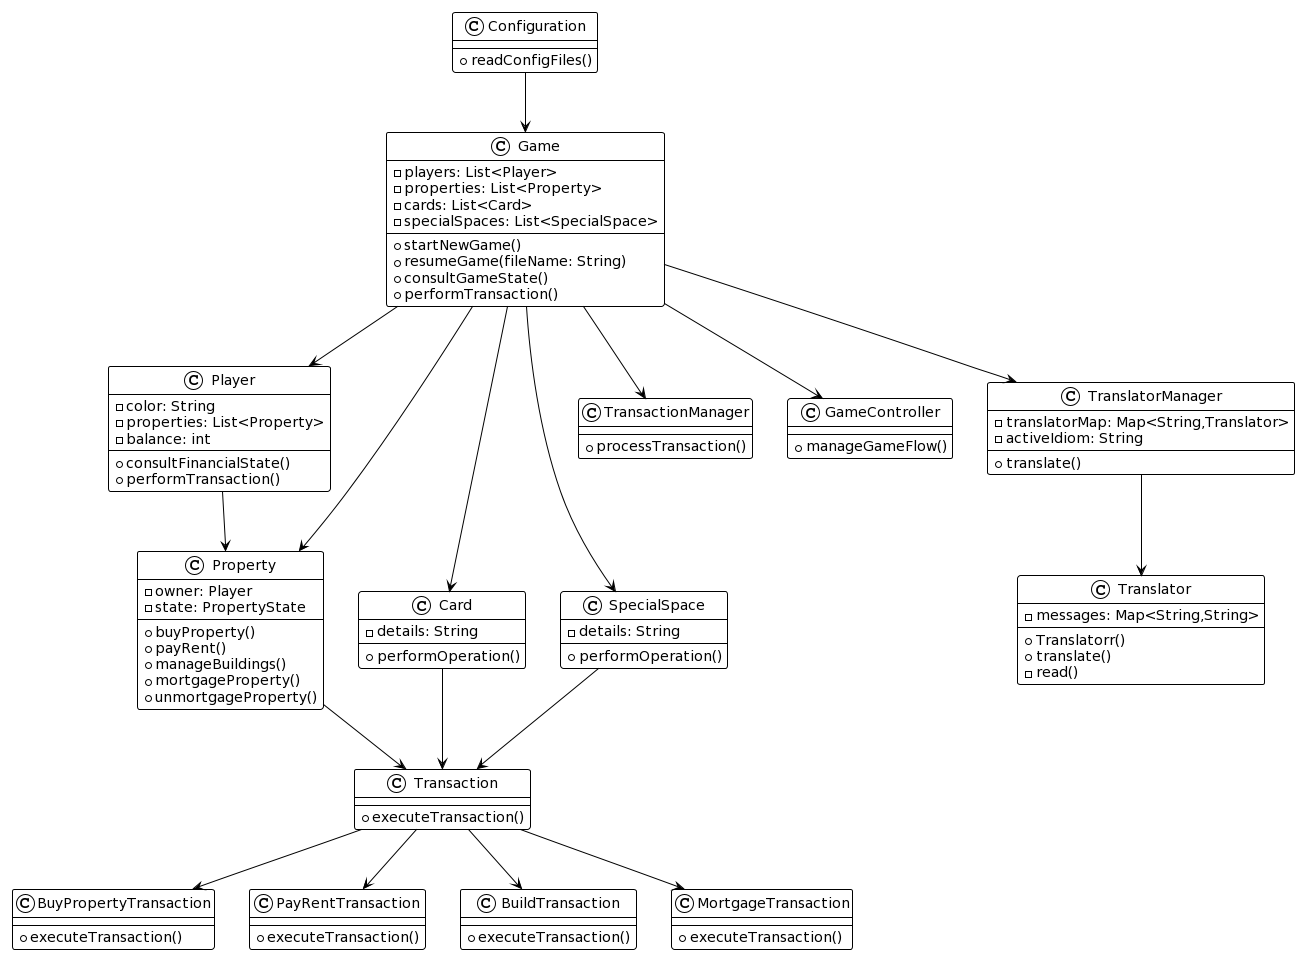 C Configuration
readConfigFiles()
C Game
players: List<Player>
properties: List<Property>
cards: List<Card>
specialSpaces: List<SpecialSpace>
startNewGame()
resumeGame(fileName: String)
consultGameState()
performTransaction()
C Player
color: String
properties: List<Property>
balance: int
consultFinancialState()
performTransaction()
C TransactionManager
processTransaction()
C GameController
manageGameFlow()
C TranslatorManager
translatorMap: Map<String,Translator>
activeIdiom: String
translate()
C Property
owner: Player
state: PropertyState
buyProperty()
payRent()
manageBuildings()
mortgageProperty()
unmortgageProperty()
C Card
details: String
performOperation()
C SpecialSpace
details: String
performOperation()
C Translator
messages: Map<String,String>
Translatorr()
translate()
read()
C Transaction
executeTransaction()
C BuyPropertyTransaction
executeTransaction()
C PayRentTransaction
executeTransaction()
C BuildTransaction
executeTransaction()
C MortgageTransaction
executeTransaction()